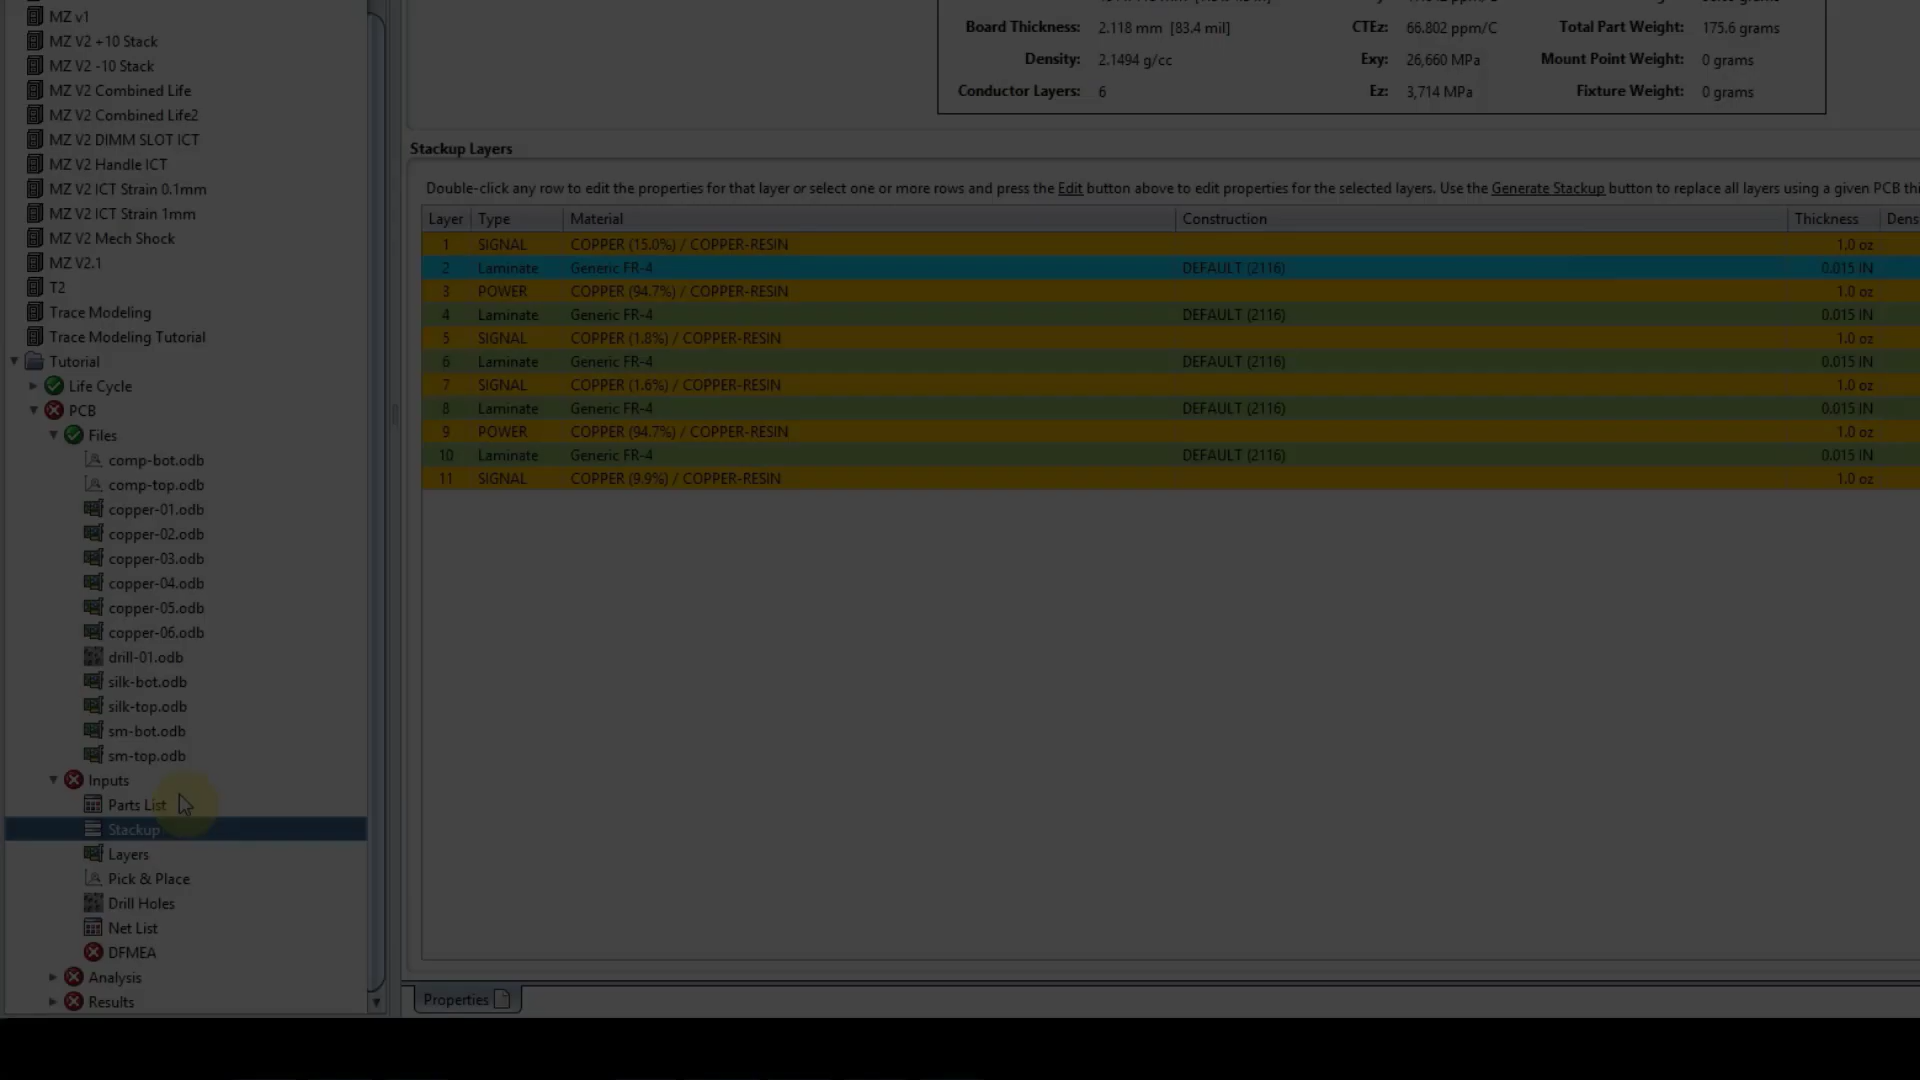 MZ v1
MZ V2 +10 Stack
MZ V2 -10 Stack
MZ V2 Combined Life
MZ V2 Combined Life2
MZ V2 DIMM SLOT ICT
MZ V2 Handle ICT
MZ V2 ICT Strain 0.1mm
MZ V2 ICT Strain 1mm
MZ V2 Mech Shock
MZ V2.1
T2
Trace Modeling
Trace Modeling Tutorial
Tutorial
Life Cycle
PCB
Files
comp-bot.odb
comp-top.odb
copper-01.odb
copper-02.odb
copper-03.odb
copper-04.odb
copper-05.odb
copper-06.odb
drill-01.odb
silk-bot.odb
silk-top.odb
sm-bot.odb
sm-top.odb
Inputs
Parts List
Stackup
Layers
Pick & Place
Drill Holes
Net List
DFMEA
Analysis
Results
Board Thickness: 2.118 mm [83.4 mil] CTEz: 66.802 ppm/C Total Part Weight: 175.6 grams
Density: 2.1494 g/cc Exy: 26,660 MPa Mount Point Weight: 0 grams
Conductor Layers: 6 Ez: 3,714 MPa Fixture Weight: 0 grams
Stackup Layers
Double-click any row to edit the properties for that layer or select one or more rows and press the Edit button above to edit properties for the selected layers. Use the Generate Stackup button to replace all layers using a given PCB thi
Layer Type Material Construction Thickness Dens
1 SIGNAL COPPER (15.0%) / COPPER-RESIN 1.0 oz
2 Laminate Generic FR-4 DEFAULT (2116) 0.015 IN
3 POWER COPPER (94.7%) / COPPER-RESIN 1.0 oz
4 Laminate Generic FR-4 DEFAULT (2116) 0.015 IN
5 SIGNAL COPPER (1.8%) / COPPER-RESIN 1.0 oz
6 Laminate Generic FR-4 DEFAULT (2116) 0.015 IN
7 SIGNAL COPPER (1.6%) / COPPER-RESIN 1.0 oz
8 Laminate Generic FR-4 DEFAULT (2116) 0.015 IN
9 POWER COPPER (94.7%) / COPPER-RESIN 1.0 oz
10 Laminate Generic FR-4 DEFAULT (2116) 0.015 IN
11 SIGNAL COPPER (9.9%) / COPPER-RESIN 1.0 oz
Properties